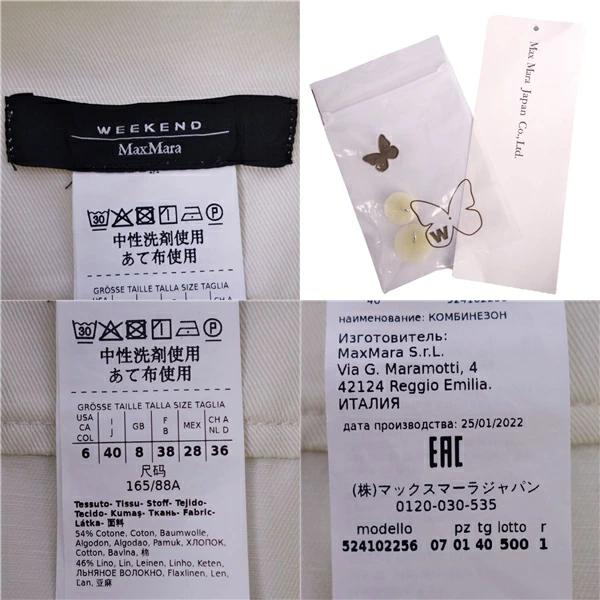 WEEKEND
MaxMara
30 P
中性洗剤使用
あて布使用
GRÖSSE TAILLE TALLA SIZE TAGLIA
Max Mara Japan Co., Ltd.
W
30 P
中性洗剤使用
あて布使用
GRÖSSE TAILLE TALLA SIZE TAGLIA
USA CA COL I J GB F B MEX CH A NL D
6 40 8 38 28 36
尺码
165/88A
Tessuto- Tissu- Stoff- Tejido-
Tecido- Kumaş- Ткань- Fabric-
Látka- 面料
54% Cotone, Coton, Baumwolle,
Algodon, Algodao, Pamuk, ХЛОПОК,
Cotton, Bavina, 棉
46% Lino, Lin, Leinen, Linho, Keten,
ЛЬНЯНОЕ ВОЛОКНО, Flaxlinen, Len,
Ľan, 亚麻
40 524102256
наименование: КОМБИНЕЗОН
Изготовитель:
MaxMara S.r.L.
Via G. Maramotti, 4
42124 Reggio Emilia.
ИТАЛИЯ
дата производства: 25/01/2022
EAC
(株)マックスマーラジャパン
0120-030-535
modello pz tg lotto r
524102256 07 01 40 500 1